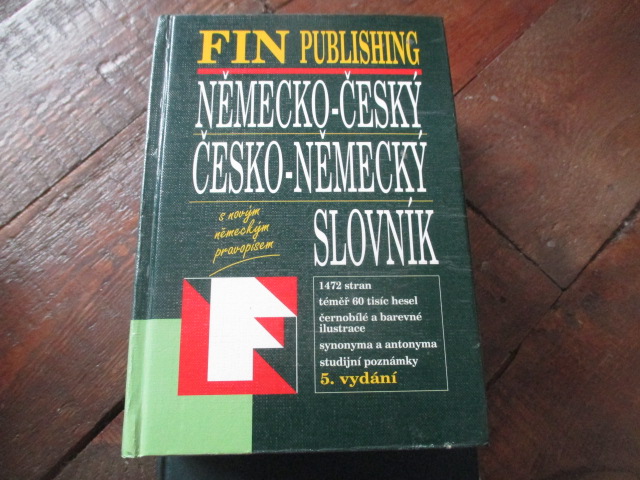 FIN PUBLISHING
NĚMECKO-ČESKÝ
ČESKO-NĚMECKÝ
SLOVNÍK
s novým
německým
pravopisem
1472 stran
téměř 60 tisíc hesel
černobílé a barevné
ilustrace
synonyma a antonyma
studijní poznámky
5. vydání